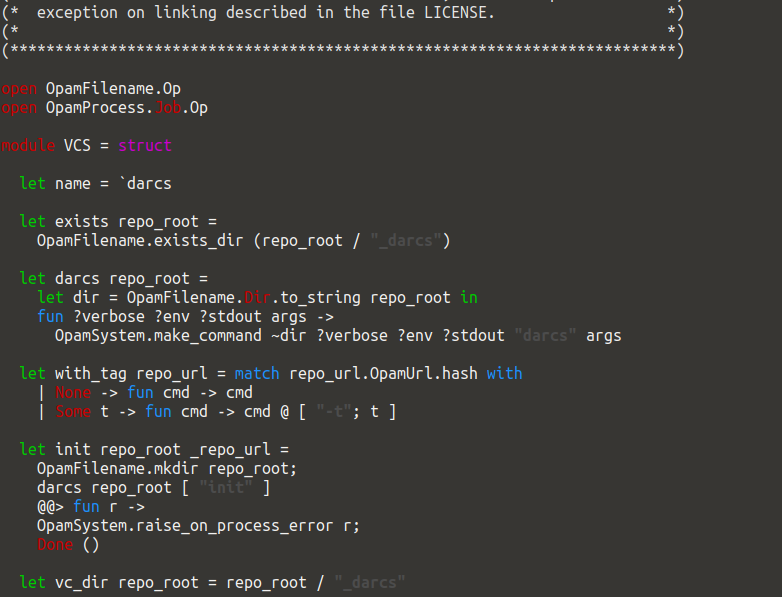 (*  exception on linking described in the file LICENSE.                   *)
(*                                                                        *)
(**************************************************************************)

open OpamFilename.Op
open OpamProcess.Job.Op

module VCS = struct

  let name = `darcs

  let exists repo_root =
    OpamFilename.exists_dir (repo_root / "_darcs")

  let darcs repo_root =
    let dir = OpamFilename.Dir.to_string repo_root in
    fun ?verbose ?env ?stdout args ->
      OpamSystem.make_command ~dir ?verbose ?env ?stdout "darcs" args

  let with_tag repo_url = match repo_url.OpamUrl.hash with
    | None -> fun cmd -> cmd
    | Some t -> fun cmd -> cmd @ [ "-t"; t ]

  let init repo_root _repo_url =
    OpamFilename.mkdir repo_root;
    darcs repo_root [ "init" ]
    @@> fun r ->
    OpamSystem.raise_on_process_error r;
    Done ()

  let vc_dir repo_root = repo_root / "_darcs"